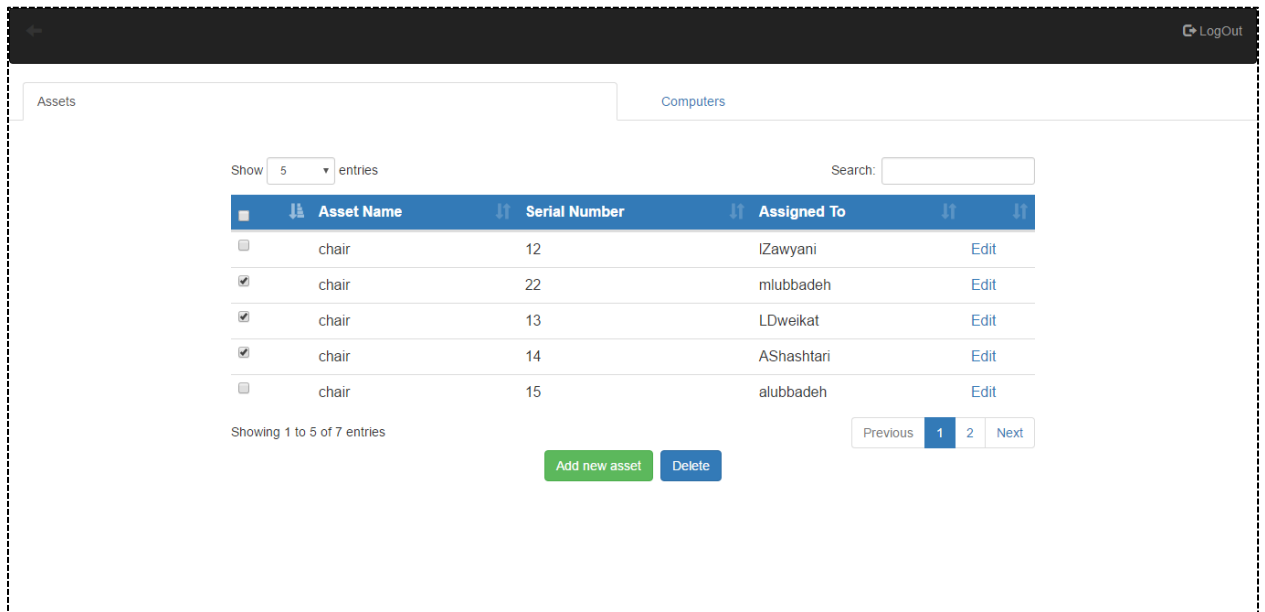 LogOut
Assets Computers
Show 5 entries Search:
Asset Name Serial Number Assigned To
chair 12 IZawyani Edit
chair 22 mlubbadeh Edit
chair 13 LDweikat Edit
chair 14 AShashtari Edit
chair 15 alubbadeh Edit
Showing 1 to 5 of 7 entries Previous 1 2 Next
Add new asset Delete